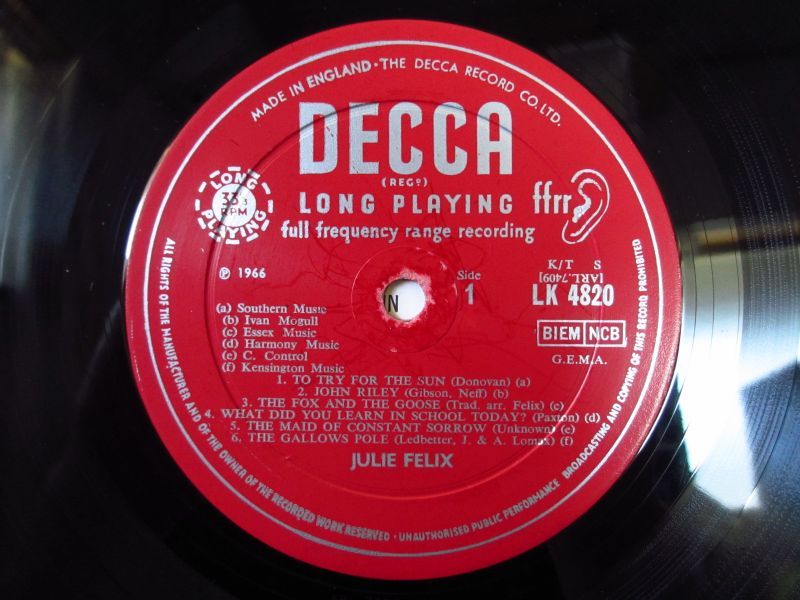 MADE IN ENGLAND · THE DECCA RECORD CO. LTD.
DECCA
(REGᴰ)
LONG PLAYING
ffrr
full frequency range recording
LONG
33⅓
RPM
PLAYING
℗ 1966
Side
1
K/T S
[ARL.7409]
LK 4820
BIEM NCB
G.E.M.A.
(a) Southern Music
(b) Ivan Mogull
(c) Essex Music
(d) Harmony Music
(e) C. Control
(f) Kensington Music
1. TO TRY FOR THE SUN (Donovan) (a)
2. JOHN RILEY (Gibson, Neff) (b)
3. THE FOX AND THE GOOSE (Trad. arr. Felix) (c)
4. WHAT DID YOU LEARN IN SCHOOL TODAY? (Paxton) (d)
5. THE MAID OF CONSTANT SORROW (Unknown) (e)
6. THE GALLOWS POLE (Ledbetter, J. & A. Lomax) (f)
JULIE FELIX
ALL RIGHTS OF THE MANUFACTURER AND OF THE OWNER OF THE RECORDED WORK RESERVED · UNAUTHORISED PUBLIC PERFORMANCE BROADCASTING AND COPYING OF THIS RECORD PROHIBITED